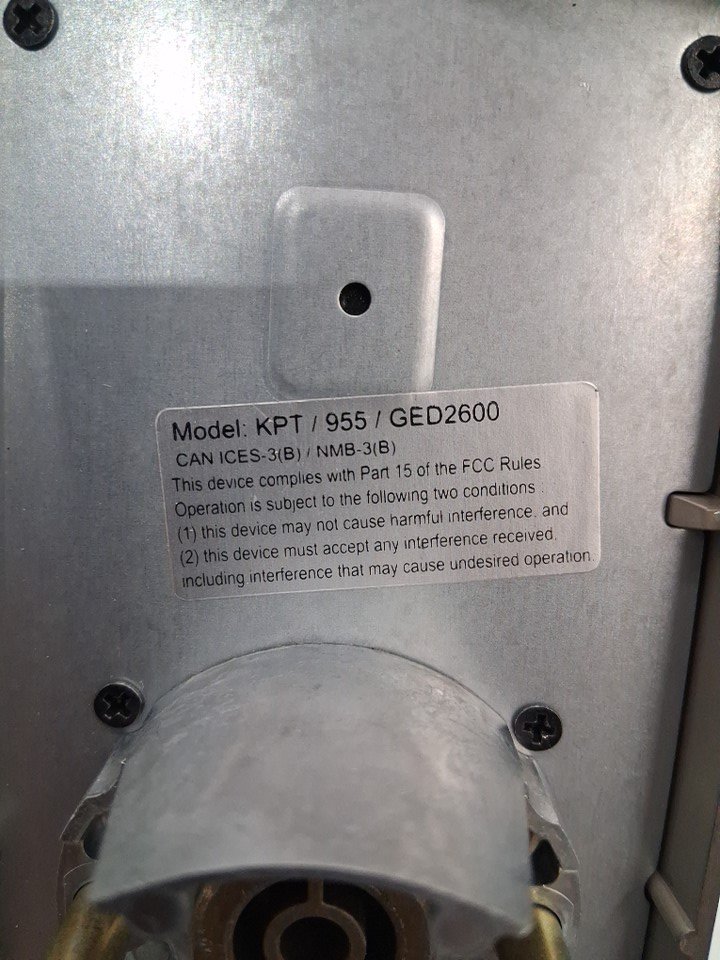 Model: KPT / 955 / GED2600
CAN ICES-3(B) / NMB-3(B)
This device complies with Part 15 of the FCC Rules
Operation is subject to the following two conditions :
(1) this device may not cause harmful interference, and
(2) this device must accept any interference received,
including interference that may cause undesired operation.